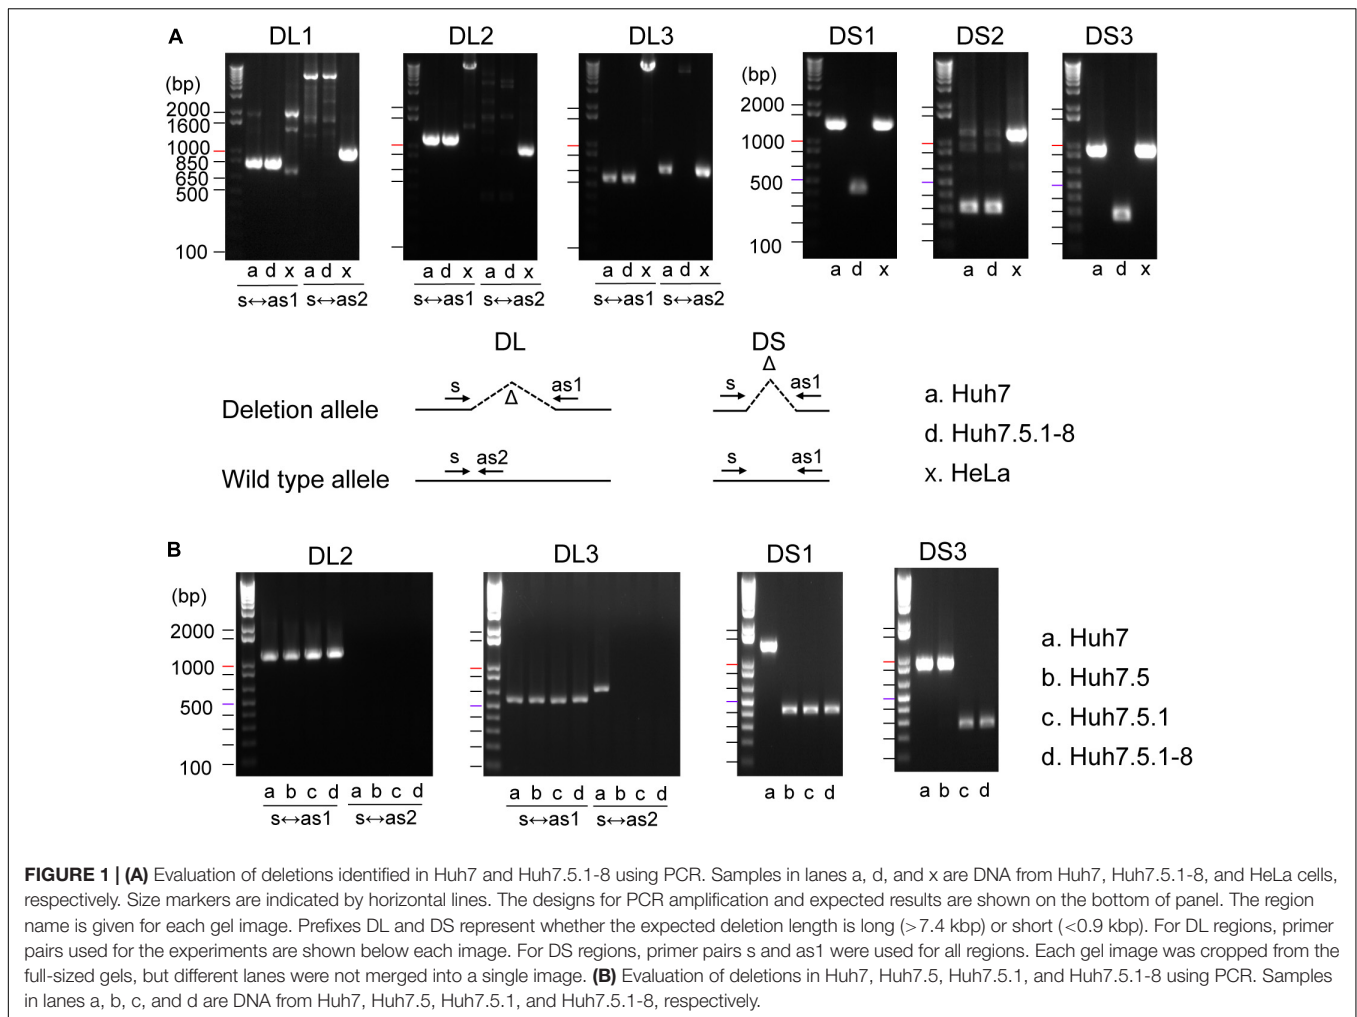 A
DL1 DL2 DL3 DS1 DS2 DS3
(bp)
2000
1600
1000
850
650
500
100
(bp)
2000
1000
500
100
a d x a d x
s↔as1 s↔as2
a d x a d x
s↔as1 s↔as2
a d x a d x
s↔as1 s↔as2
a d x
a d x
a d x
DL DS
Δ
s as1 s as1
Δ
Deletion allele
s as2 s as1
Wild type allele
a. Huh7
d. Huh7.5.1-8
x. HeLa
B
DL2 DL3 DS1 DS3
(bp)
2000
1000
500
100
a b c d a b c d
s↔as1 s↔as2
a b c d a b c d
s↔as1 s↔as2
a b c d
a b c d
a. Huh7
b. Huh7.5
c. Huh7.5.1
d. Huh7.5.1-8
FIGURE 1 | (A) Evaluation of deletions identified in Huh7 and Huh7.5.1-8 using PCR. Samples in lanes a, d, and x are DNA from Huh7, Huh7.5.1-8, and HeLa cells,
respectively. Size markers are indicated by horizontal lines. The designs for PCR amplification and expected results are shown on the bottom of panel. The region
name is given for each gel image. Prefixes DL and DS represent whether the expected deletion length is long (>7.4 kbp) or short (<0.9 kbp). For DL regions, primer
pairs used for the experiments are shown below each image. For DS regions, primer pairs s and as1 were used for all regions. Each gel image was cropped from the
full-sized gels, but different lanes were not merged into a single image. (B) Evaluation of deletions in Huh7, Huh7.5, Huh7.5.1, and Huh7.5.1-8 using PCR. Samples
in lanes a, b, c, and d are DNA from Huh7, Huh7.5, Huh7.5.1, and Huh7.5.1-8, respectively.